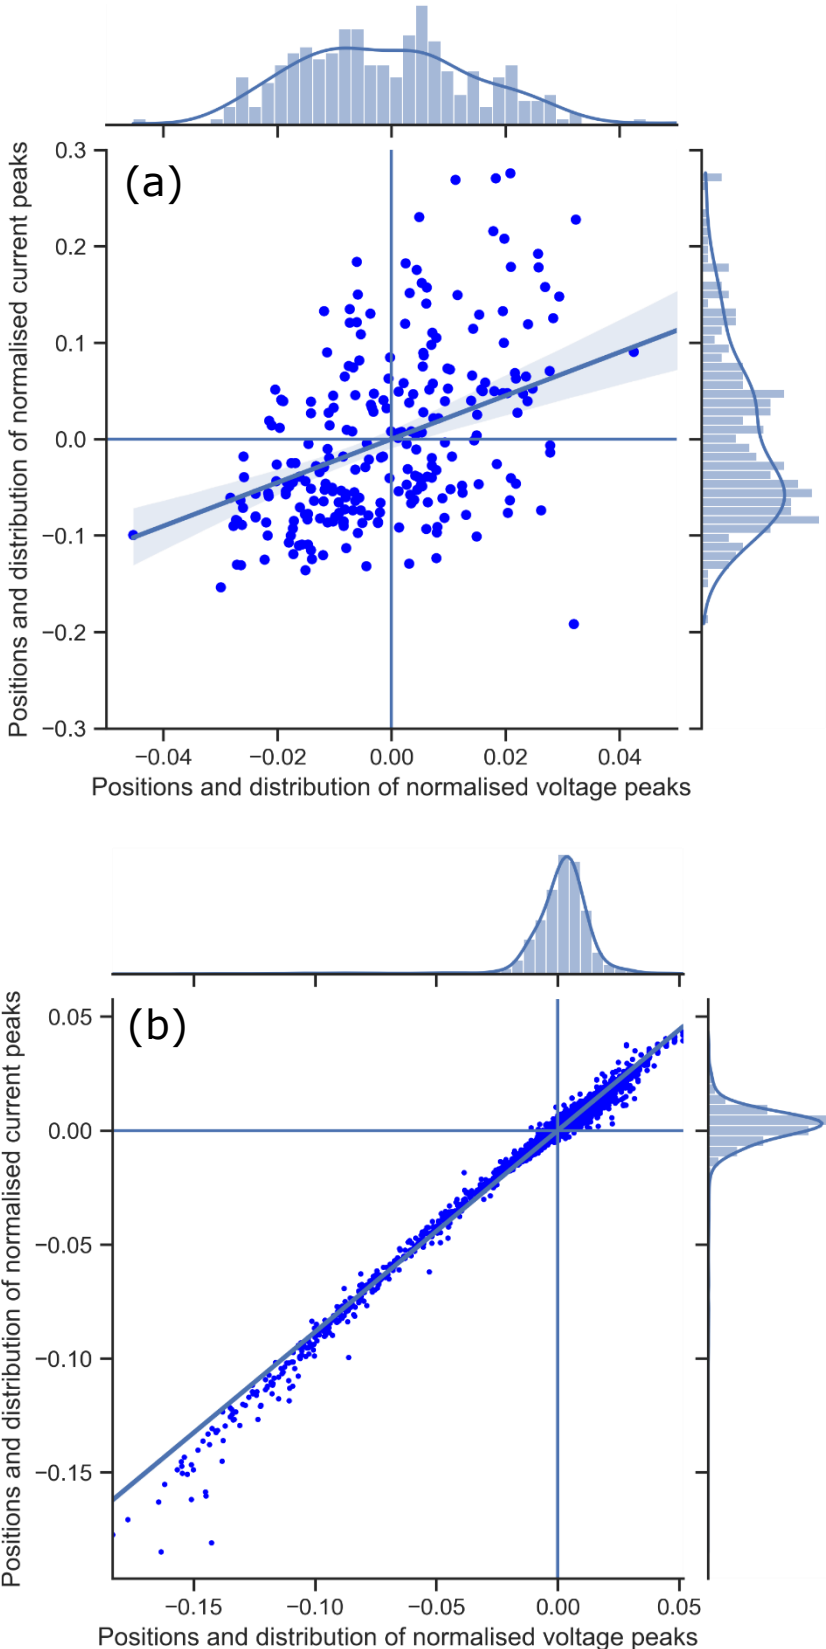 (a)
Positions and distribution of normalised current peaks
0.3
0.2
0.1
0.0
−0.1
−0.2
−0.3
−0.04 −0.02 0.00 0.02 0.04
Positions and distribution of normalised voltage peaks
(b)
Positions and distribution of normalised current peaks
0.05
0.00
−0.05
−0.10
−0.15
−0.15 −0.10 −0.05 0.00 0.05
Positions and distribution of normalised voltage peaks